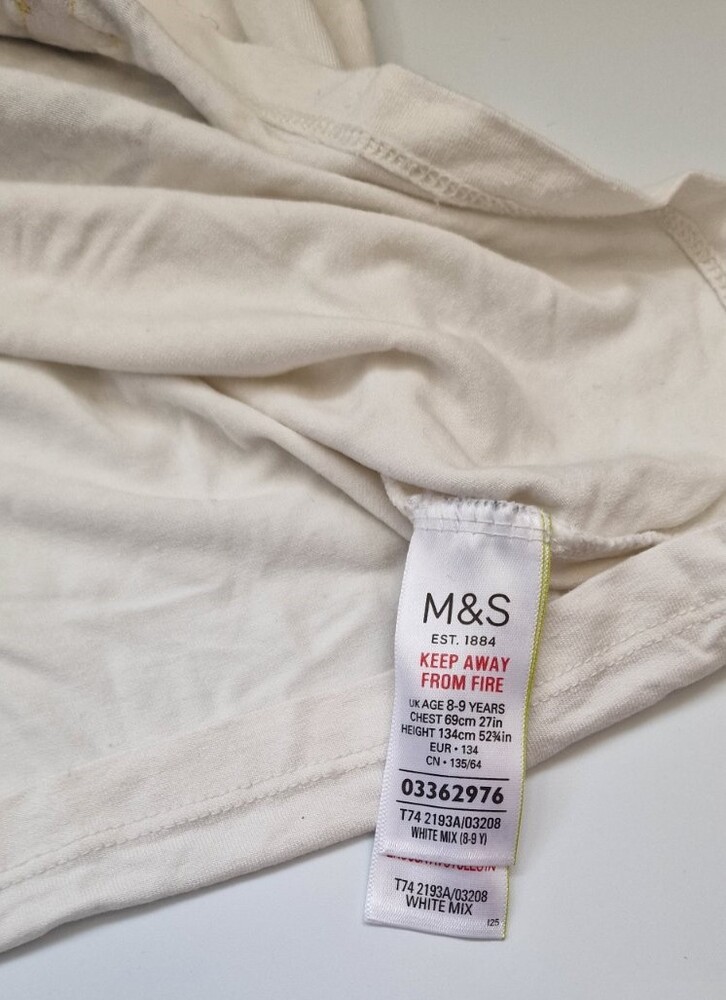 M&S
EST. 1884
KEEP AWAY
FROM FIRE
UK AGE 8-9 YEARS
CHEST 69cm 27in
HEIGHT 134cm 52¾in
EUR • 134
CN • 135/64
03362976
T74 2193A/03208
WHITE MIX (8-9 Y)
T74 2193A/03208
WHITE MIX
I25